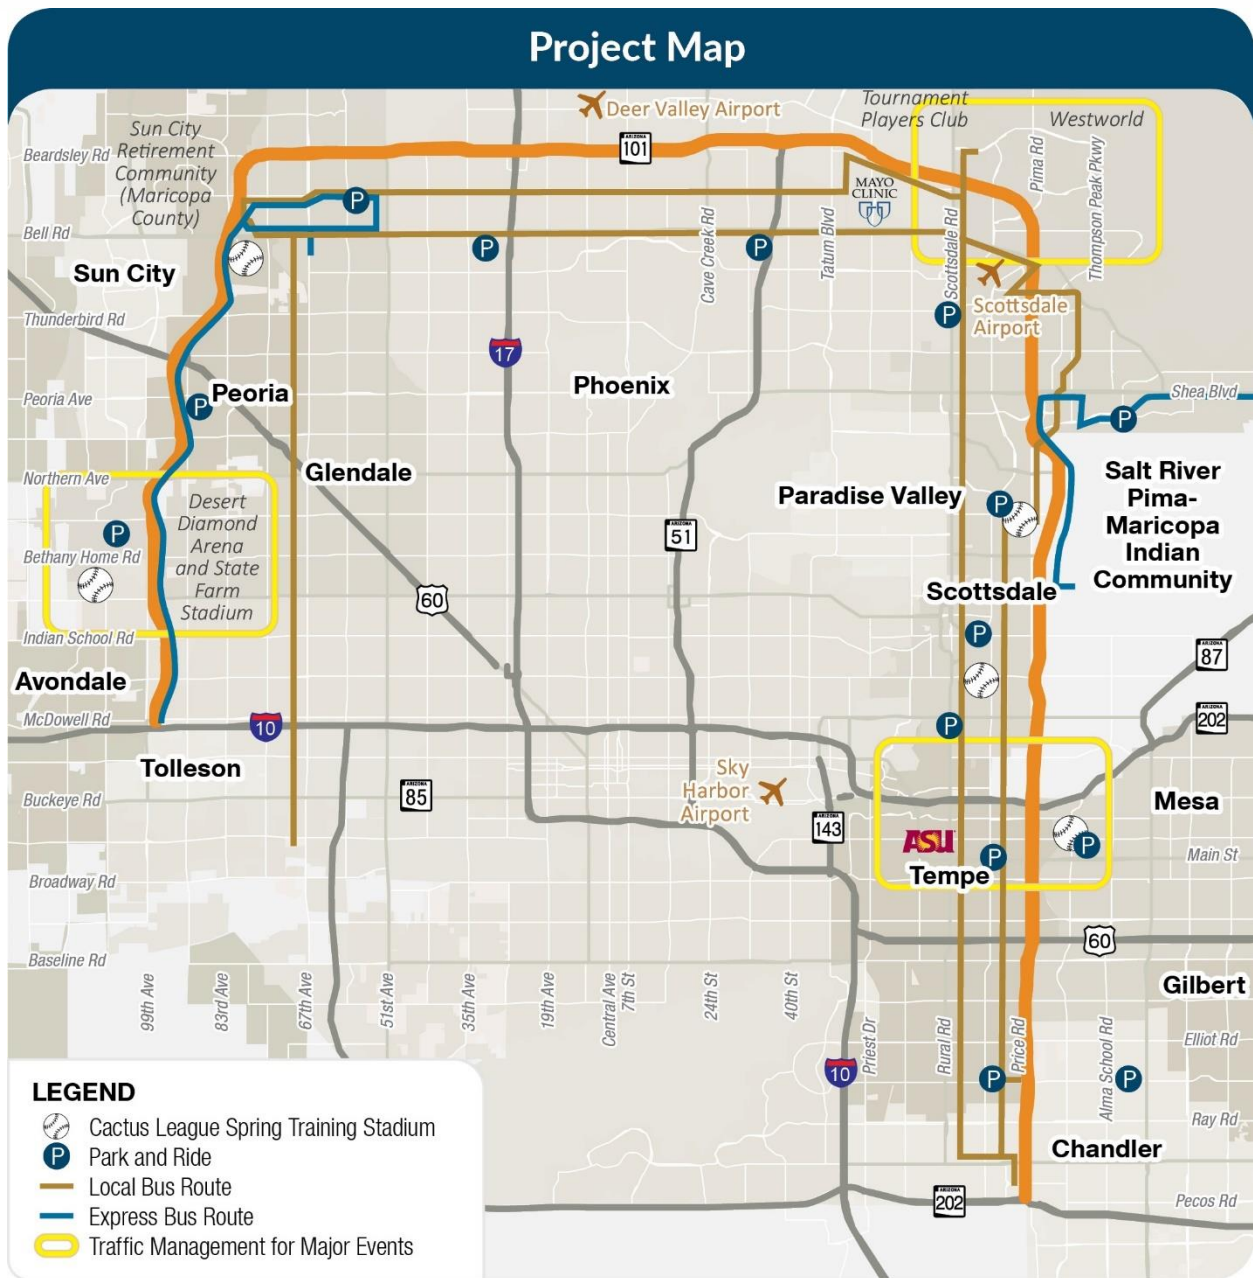 Project Map
Deer Valley Airport
Tournament
Players Club
Westworld
Sun City
Retirement
Community
(Maricopa
County)
Beardsley Rd
ARIZONA
101
Pima Rd
Thompson Peak Pkwy
MAYO
CLINIC
Bell Rd
Cave Creek Rd
Tatum Blvd
Scottsdale Rd
P
P
P
Sun City
Scottsdale
Airport
Thunderbird Rd
P
17
Phoenix
Peoria
Peoria Ave
P
Shea Blvd
P
Northern Ave
Glendale
Paradise Valley
P
Salt River
Pima-
Maricopa
Indian
Community
Desert
Diamond
Arena
and State
Farm
Stadium
P
Bethany Home Rd
ARIZONA
51
60
Scottsdale
P
Indian School Rd
87
Avondale
McDowell Rd
10
P
ARIZONA
202
Tolleson
Sky
Harbor
Airport
Buckeye Rd
ARIZONA
85
Mesa
ARIZONA
143
ASU
P
P
Main St
Tempe
Broadway Rd
60
Baseline Rd
99th Ave
83rd Ave
67th Ave
51st Ave
35th Ave
19th Ave
Central Ave
7th St
24th St
40th St
Priest Dr
Rural Rd
Price Rd
Alma School Rd
Gilbert
Elliot Rd
10
P
P
Ray Rd
Chandler
ARIZONA
202
Pecos Rd
LEGEND
Cactus League Spring Training Stadium
P Park and Ride
Local Bus Route
Express Bus Route
Traffic Management for Major Events